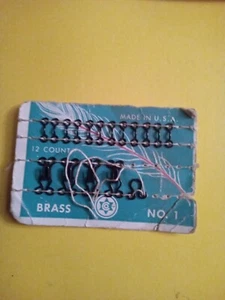 MADE IN U.S.A
12 COUNT
BRASS
NO. 1